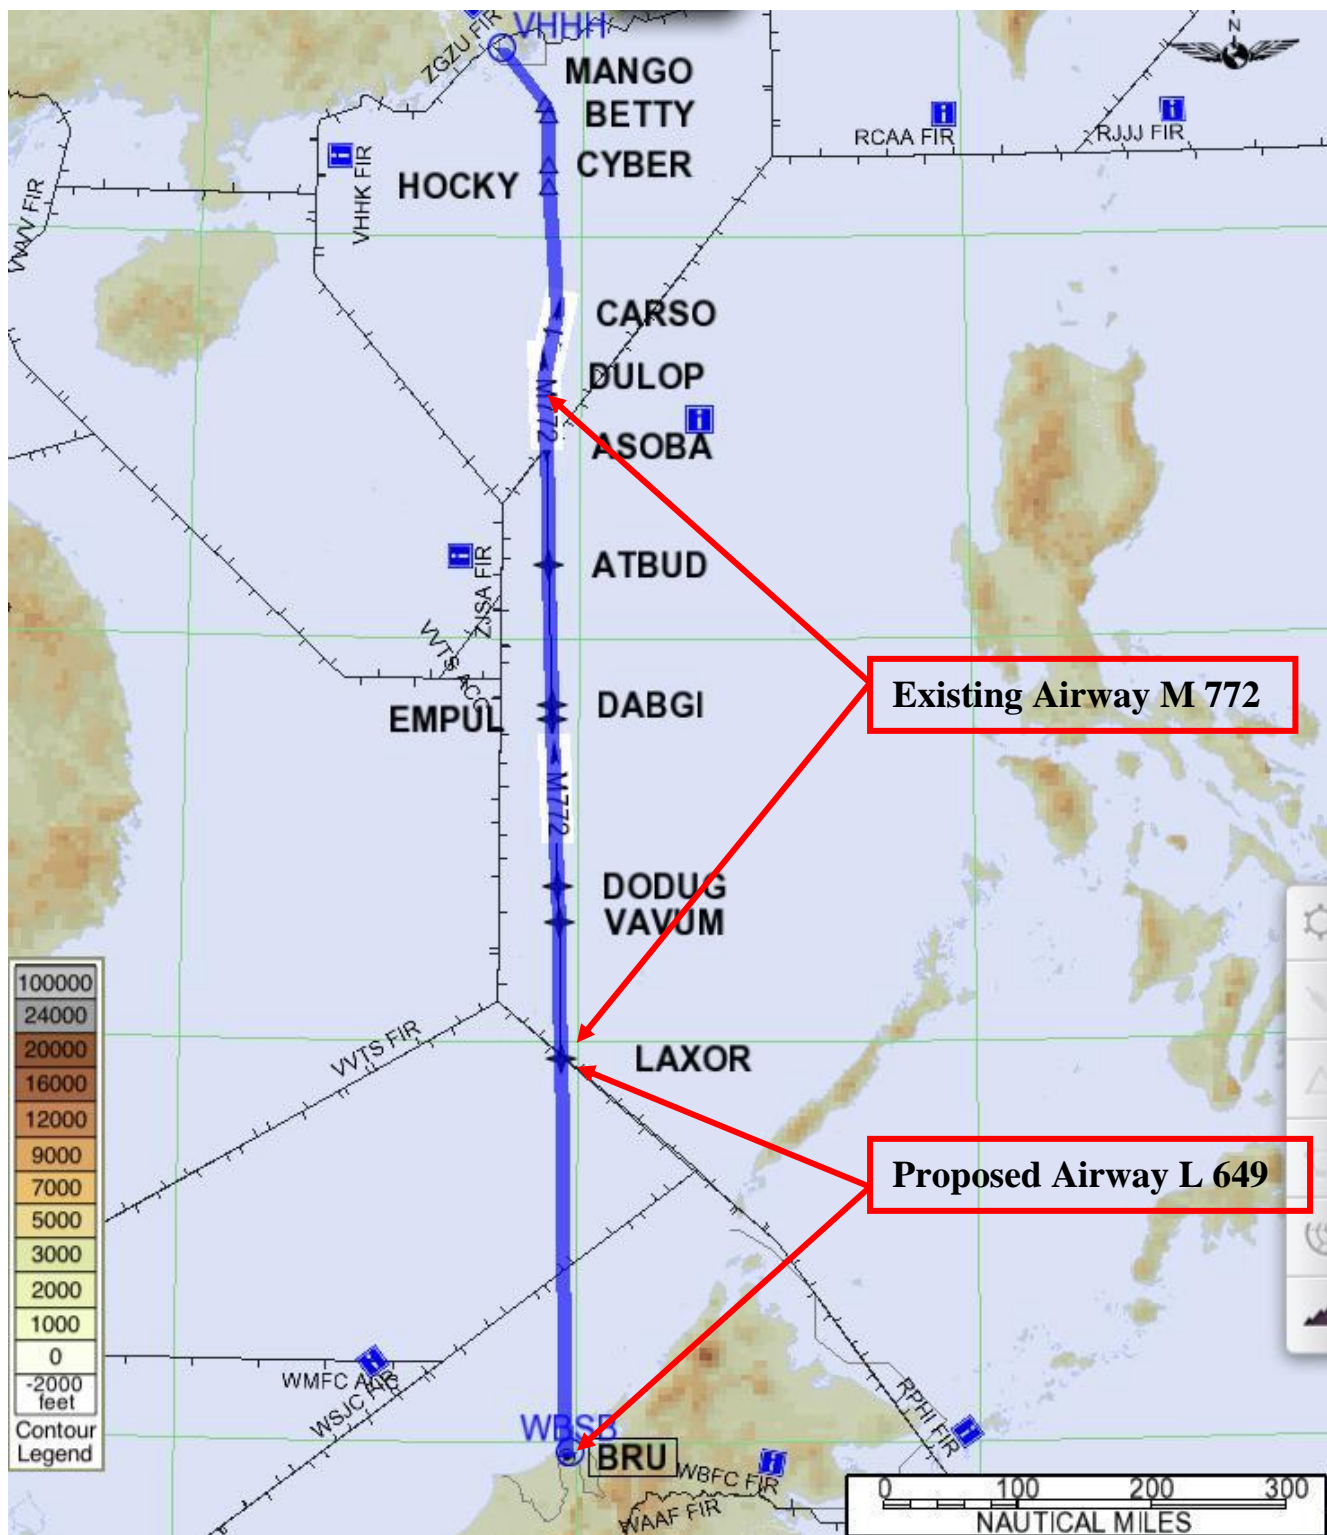 VHHH
N
ZGZU FIR
MANGO
BETTY
RCAA FIR
RJJJ FIR
CYBER
HOCKY
VHHK FIR
VVVV FIR
CARSO
DULOP
M772
ASOBA
ATBUD
ZJSA FIR
VVTS ACC
Existing Airway M 772
DABGI
EMPUL
M772
DODUG
VAVUM
LAXOR
VVTS FIR
Proposed Airway L 649
100000
24000
20000
16000
12000
9000
7000
5000
3000
2000
1000
0
-2000
feet
Contour
Legend
WMFC
WSJC FIR
RPHI FIR
WBSB
BRU
WBFC FIR
WAAF FIR
0 100 200 300
NAUTICAL MILES